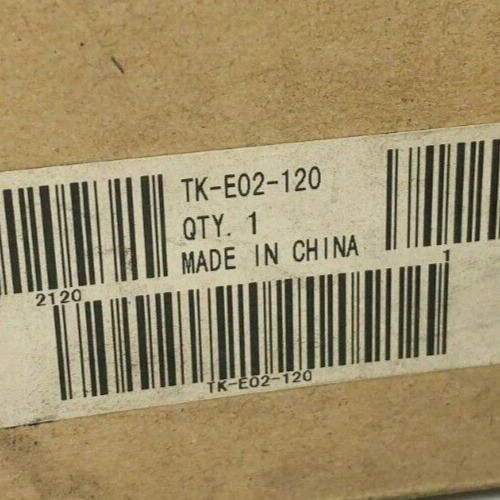 TK-E02-120
QTY. 1
MADE IN CHINA
2120
1
TK-E02-120